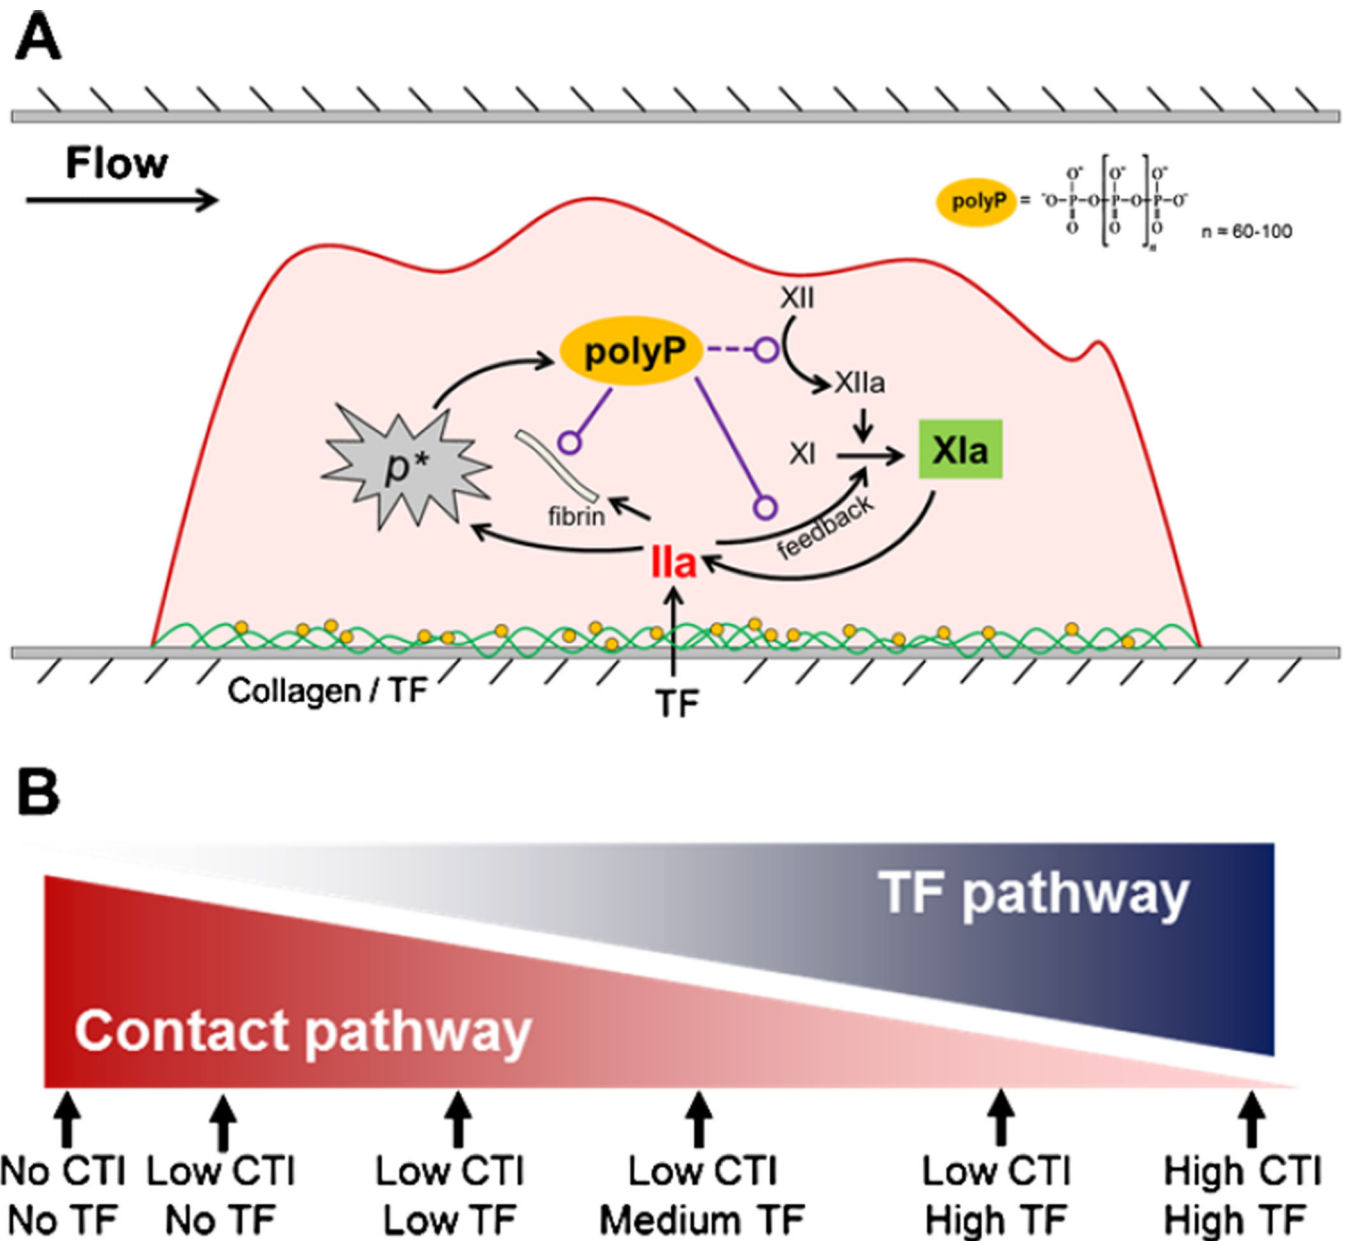 A
Flow
polyP = ⁻O-P-O-P-O-P-O⁻
O⁻ O⁻ O⁻
O O O
n
n = 60-100
XII
polyP
XIIa
p*
XI
XIa
fibrin
feedback
IIa
Collagen / TF
TF
B
TF pathway
Contact pathway
No CTI
No TF
Low CTI
No TF
Low CTI
Low TF
Low CTI
Medium TF
Low CTI
High TF
High CTI
High TF